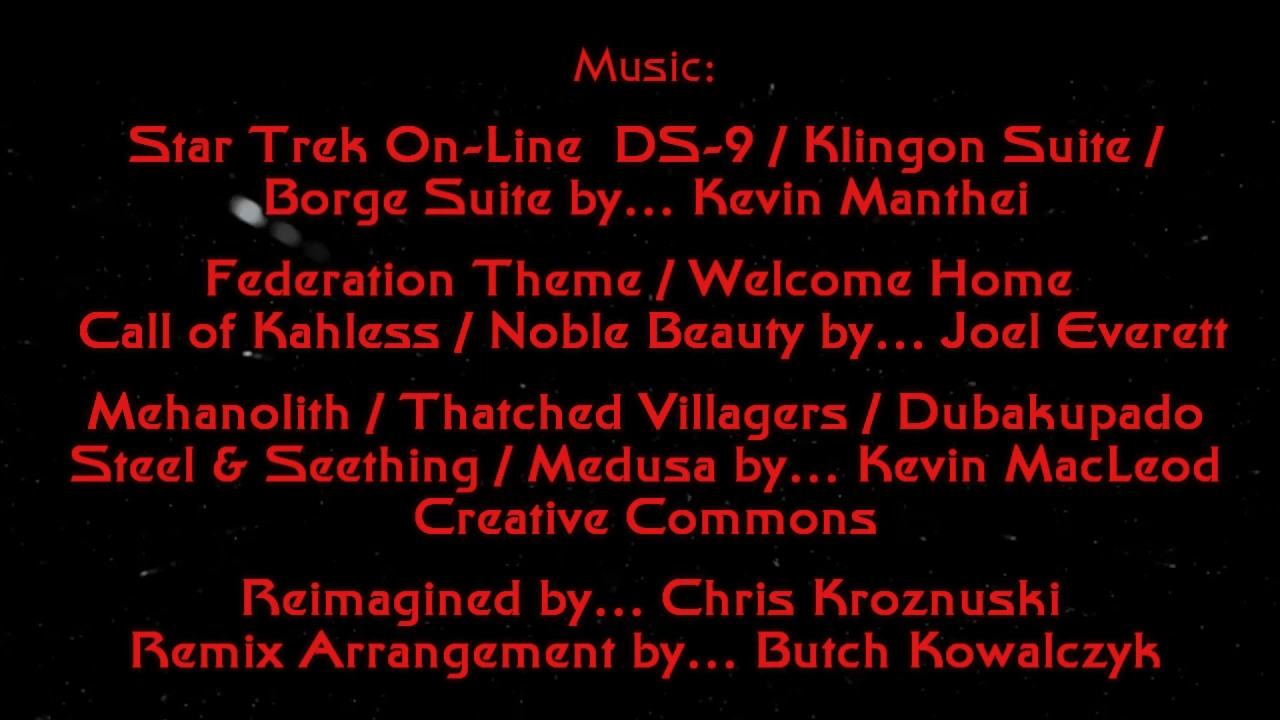 Music:
Star Trek On-Line DS-9 / Klingon Suite /
Borge Suite by... Kevin Manthei
Federation Theme / Welcome Home
Call of Kahless / Noble Beauty by... Joel Everett
Mehanolith / Thatched Villagers / Dubakupado
Steel & Seething / Medusa by... Kevin MacLeod
Creative Commons
Reimagined by... Chris Kroznuski
Remix Arrangement by... Butch Kowalczyk